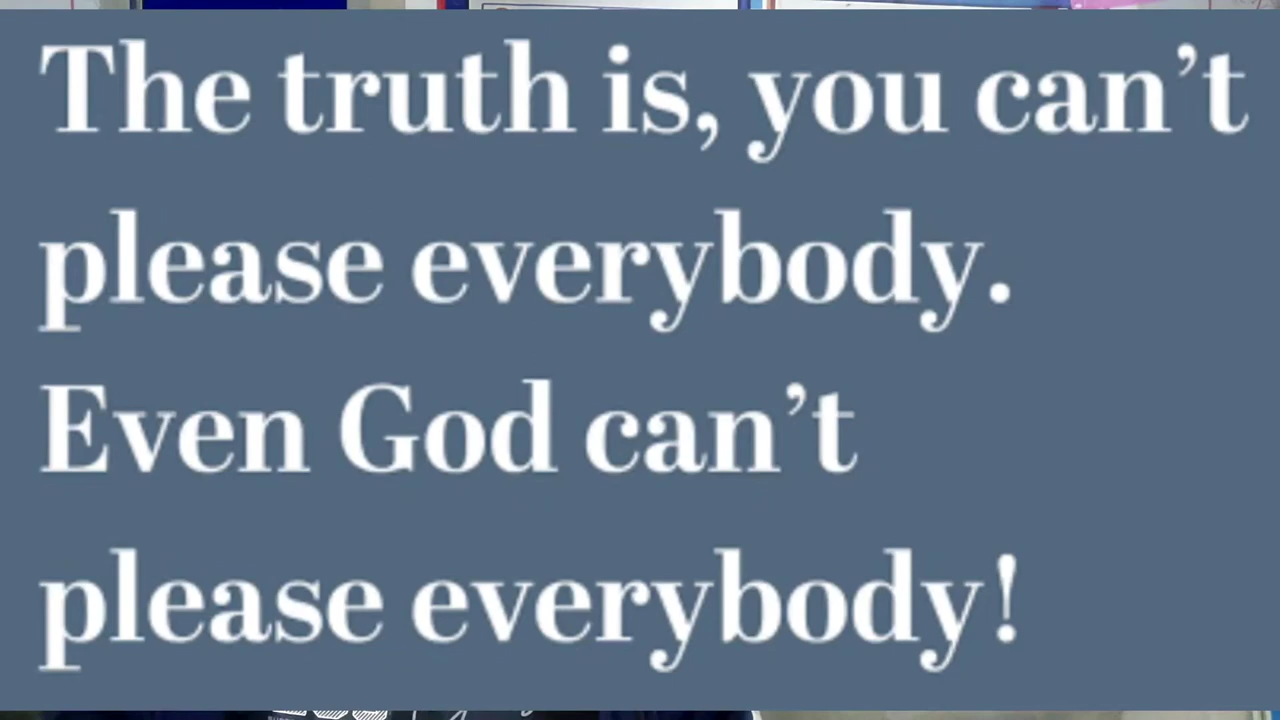 The truth is, you can’t
please everybody.
Even God can’t
please everybody!